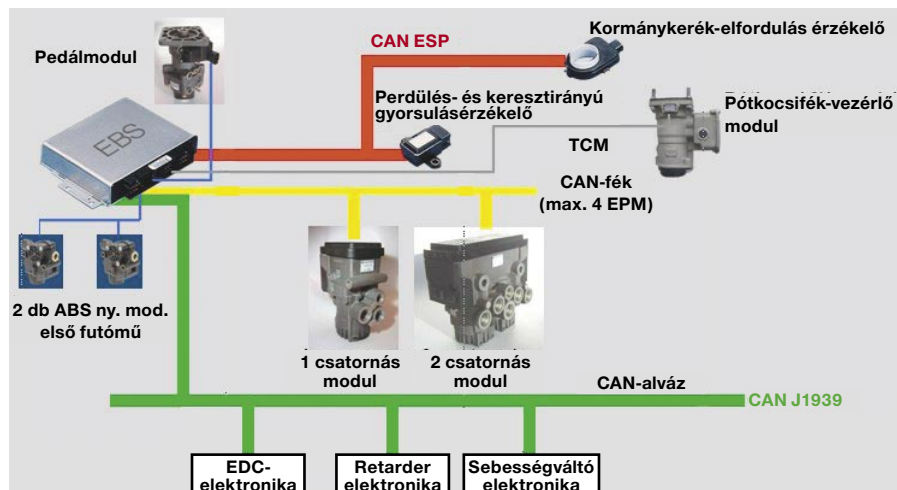 CAN ESP
Kormánykerék-elfordulás érzékelő
Pedálmodul
Perdülés- és keresztirányú
gyorsulásérzékelő
Pótkocsifék-vezérlő
modul
EBS
TCM
CAN-fék
(max. 4 EPM)
2 db ABS ny. mod.
első futómű
1 csatornás
modul
2 csatornás
modul
CAN-alváz
CAN J1939
EDC-
elektronika
Retarder
elektronika
Sebességváltó
elektronika